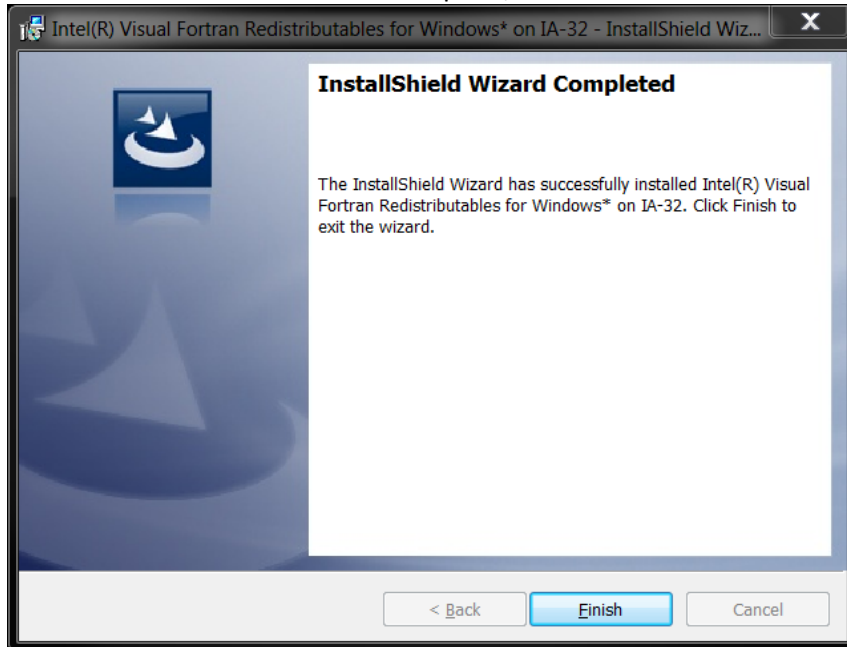 Intel(R) Visual Fortran Redistributables for Windows* on IA-32 - InstallShield Wiz...
X
InstallShield Wizard Completed
The InstallShield Wizard has successfully installed Intel(R) Visual
Fortran Redistributables for Windows* on IA-32. Click Finish to
exit the wizard.
< Back
Finish
Cancel